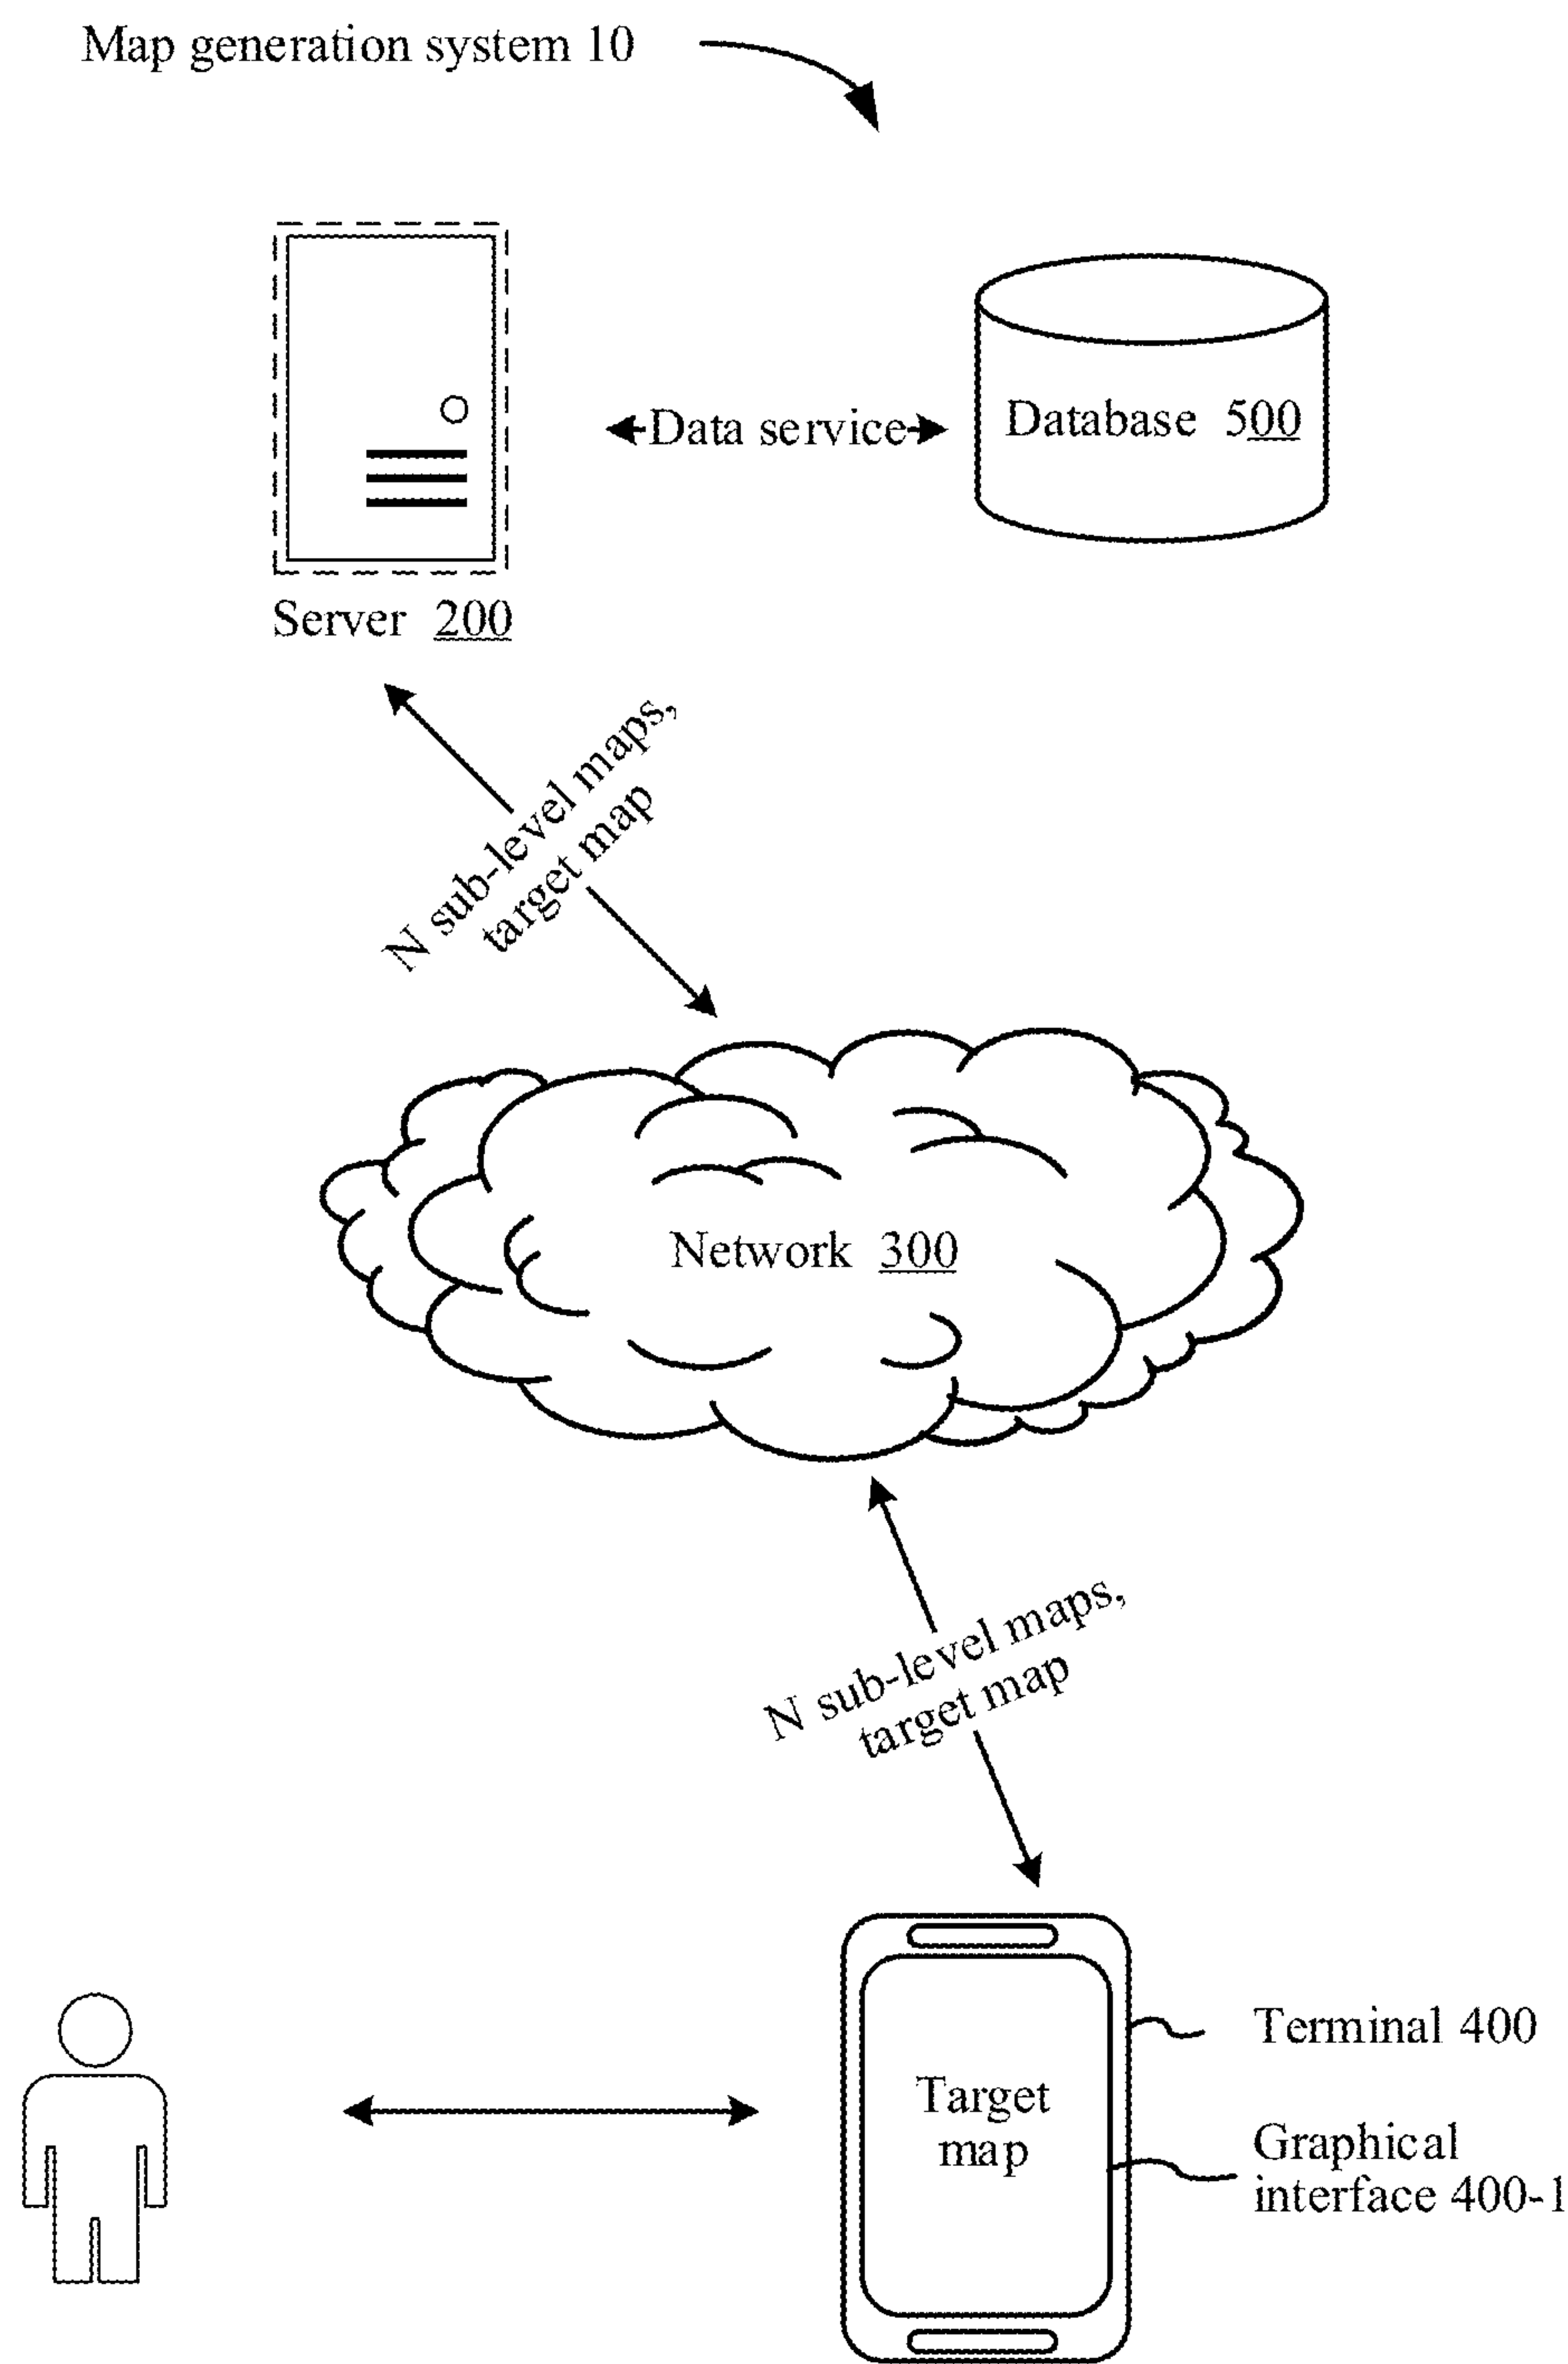 Map generation system 10
Data service
Database 500
Server 200
N sub-level maps,
target map
Network 300
N sub-level maps,
target map
Target
map
Terminal 400
Graphical
interface 400-1